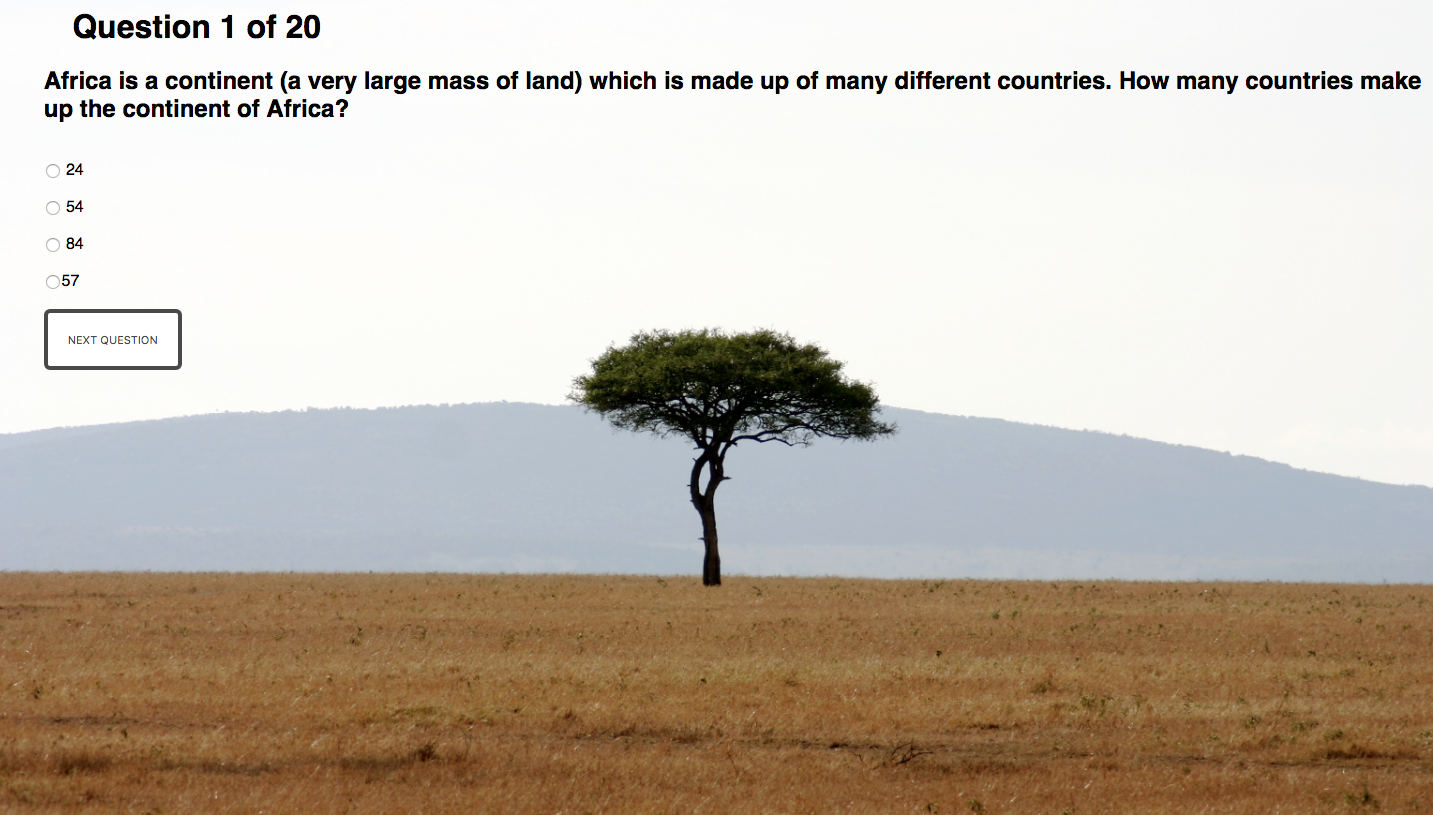 Question 1 of 20
Africa is a continent (a very large mass of land) which is made up of many different countries. How many countries make
up the continent of Africa?
24
54
84
57
NEXT QUESTION